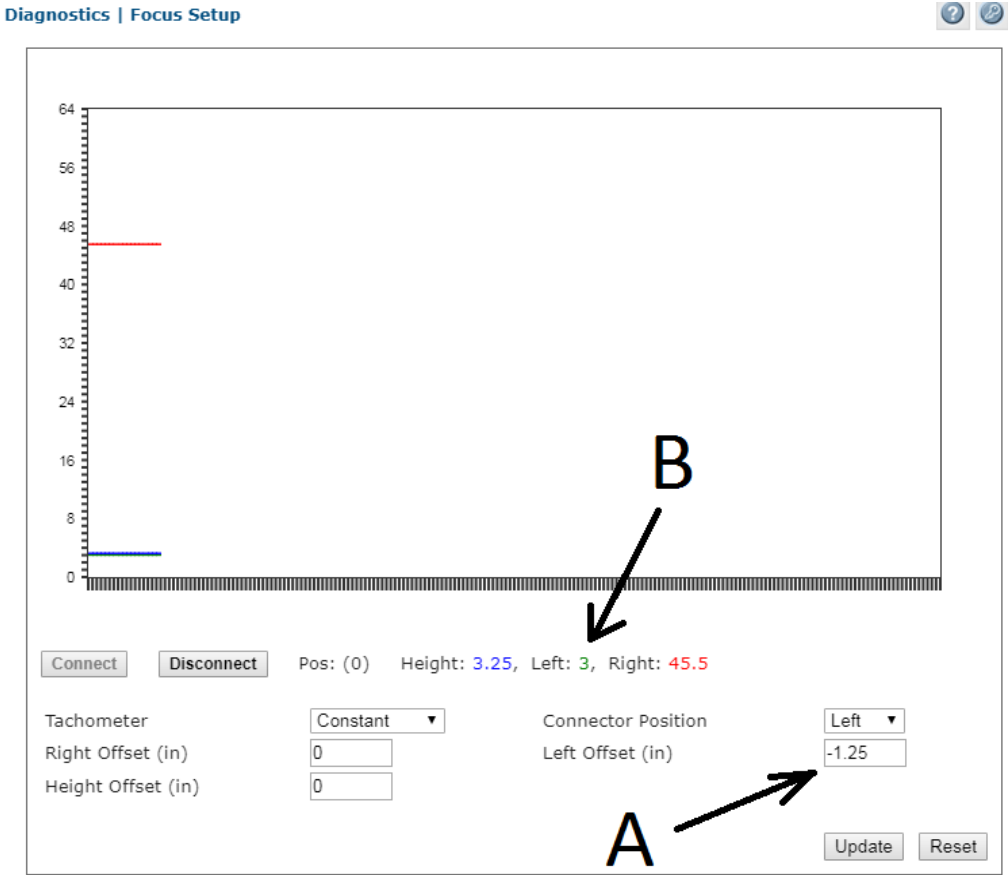 Diagnostics | Focus Setup
64
56
48
40
32
24
16
8
0
B
Connect Disconnect Pos: (0) Height: 3.25, Left: 3, Right: 45.5
Tachometer Constant Connector Position Left
Right Offset (in) 0 Left Offset (in) -1.25
Height Offset (in) 0
A
Update Reset